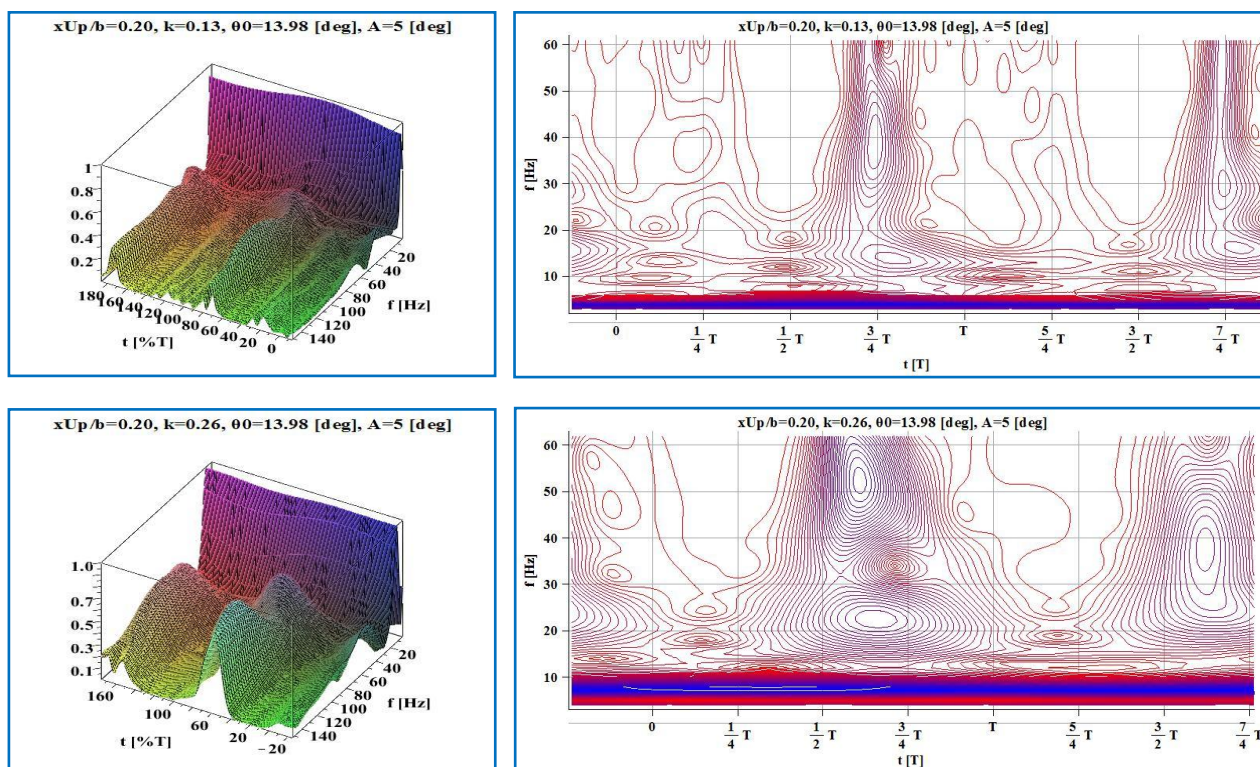 xUp/b=0.20, k=0.13, θ0=13.98 [deg], A=5 [deg]
1
0.8
0.6
0.4
0.2
180
160
140
120
100
80
60
40
20
0
t [%T]
20
40
60
80
100
120
140
f [Hz]
xUp/b=0.20, k=0.13, θ0=13.98 [deg], A=5 [deg]
60
50
40
30
20
10
f [Hz]
0
1/4 T
1/2 T
3/4 T
T
5/4 T
3/2 T
7/4 T
t [T]
xUp/b=0.20, k=0.26, θ0=13.98 [deg], A=5 [deg]
1.0
0.7
0.5
0.3
0.1
160
100
60
20
-20
t [%T]
20
40
60
80
100
120
140
f [Hz]
xUp/b=0.20, k=0.26, θ0=13.98 [deg], A=5 [deg]
60
50
40
30
20
10
f [Hz]
0
1/4 T
1/2 T
3/4 T
T
5/4 T
3/2 T
7/4 T
t [T]